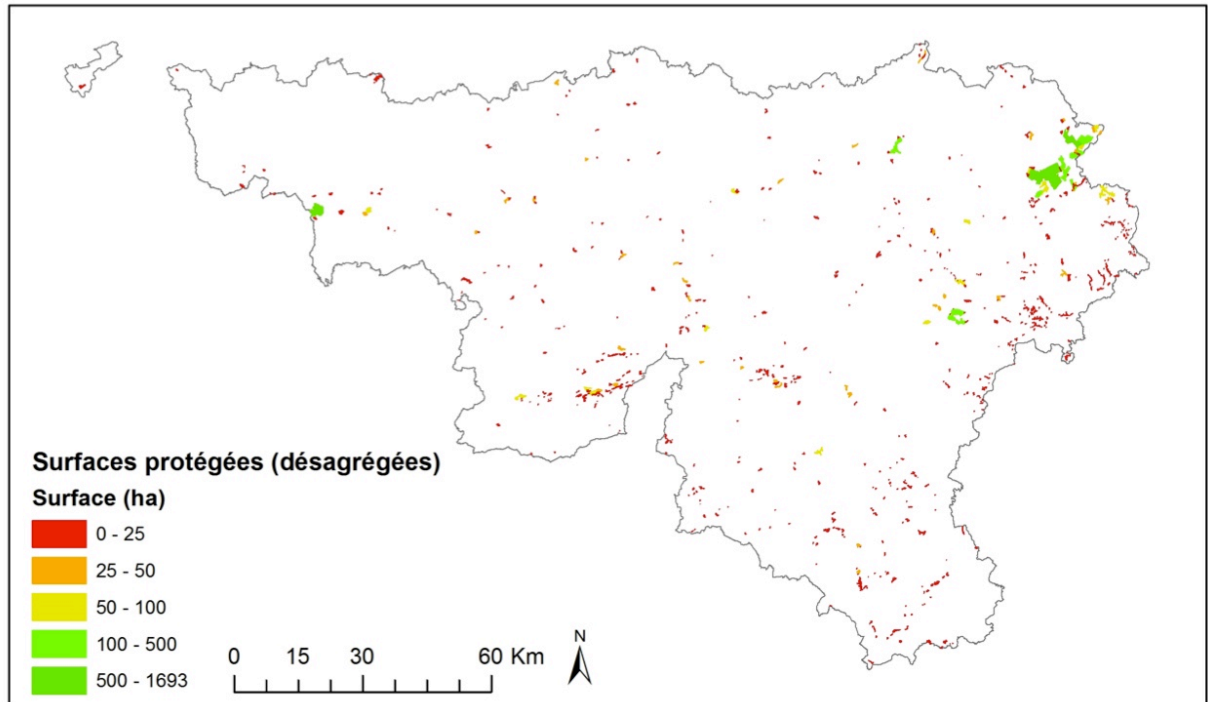 Surfaces protégées (désagrégées)
Surface (ha)
0 - 25
25 - 50
50 - 100
100 - 500
500 - 1693
0 15 30 60 Km
N